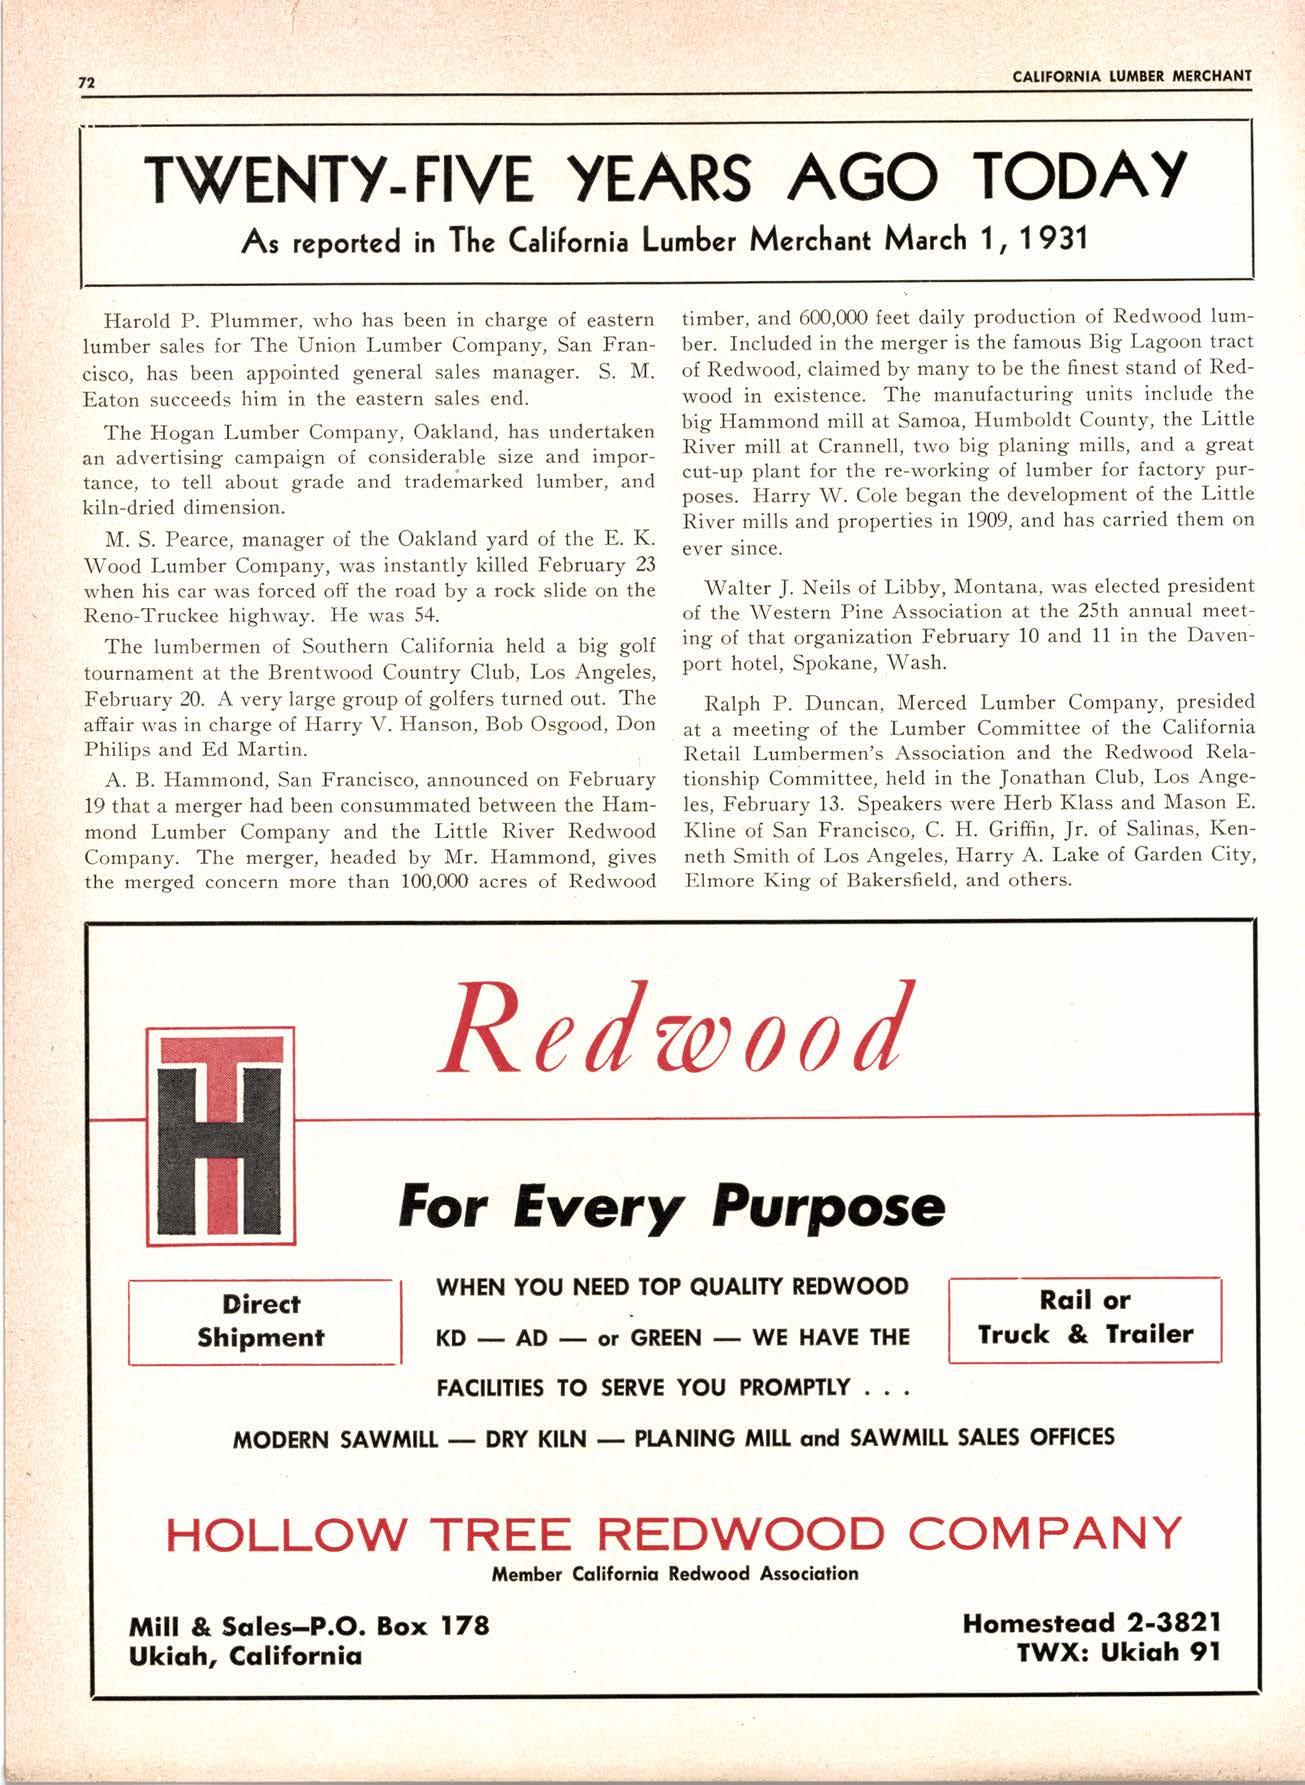 72
CALIFORNIA LUMBER MERCHANT
TWENTY-FIVE YEARS AGO TODAY
As reported in The California Lumber Merchant March 1, 1931
Harold P. Plummer, who has been in charge of eastern
lumber sales for The Union Lumber Company, San Fran-
cisco, has been appointed general sales manager. S. M.
Eaton succeeds him in the eastern sales end.
The Hogan Lumber Company, Oakland, has undertaken
an advertising campaign of considerable size and impor-
tance, to tell about grade and trademarked lumber, and
kiln-dried dimension.
M. S. Pearce, manager of the Oakland yard of the E. K.
Wood Lumber Company, was instantly killed February 23
when his car was forced off the road by a rock slide on the
Reno-Truckee highway. He was 54.
The lumbermen of Southern California held a big golf
tournament at the Brentwood Country Club, Los Angeles,
February 20. A very large group of golfers turned out. The
affair was in charge of Harry V. Hanson, Bob Osgood, Don
Philips and Ed Martin.
A. B. Hammond, San Francisco, announced on February
19 that a merger had been consummated between the Ham-
mond Lumber Company and the Little River Redwood
Company. The merger, headed by Mr. Hammond, gives
the merged concern more than 100,000 acres of Redwood
timber, and 600,000 feet daily production of Redwood lum-
ber. Included in the merger is the famous Big Lagoon tract
of Redwood, claimed by many to be the finest stand of Red-
wood in existence. The manufacturing units include the
big Hammond mill at Samoa, Humboldt County, the Little
River mill at Crannell, two big planing mills, and a great
cut-up plant for the re-working of lumber for factory pur-
poses. Harry W. Cole began the development of the Little
River mills and properties in 1909, and has carried them on
ever since.
Walter J. Neils of Libby, Montana, was elected president
of the Western Pine Association at the 25th annual meet-
ing of that organization February 10 and 11 in the Daven-
port hotel, Spokane, Wash.
Ralph P. Duncan, Merced Lumber Company, presided
at a meeting of the Lumber Committee of the California
Retail Lumbermen's Association and the Redwood Rela-
tionship Committee, held in the Jonathan Club, Los Ange-
les, February 13. Speakers were Herb Klass and Mason E.
Kline of San Francisco, C. H. Griffin, Jr. of Salinas, Ken-
neth Smith of Los Angeles, Harry A. Lake of Garden City,
Elmore King of Bakersfield, and others.
Redwood
HT
For Every Purpose
Direct
Shipment
WHEN YOU NEED TOP QUALITY REDWOOD
KD — AD — or GREEN — WE HAVE THE
FACILITIES TO SERVE YOU PROMPTLY . . .
Rail or
Truck & Trailer
MODERN SAWMILL — DRY KILN — PLANING MILL and SAWMILL SALES OFFICES
HOLLOW TREE REDWOOD COMPANY
Member California Redwood Association
Mill & Sales—P.O. Box 178
Ukiah, California
Homestead 2-3821
TWX: Ukiah 91